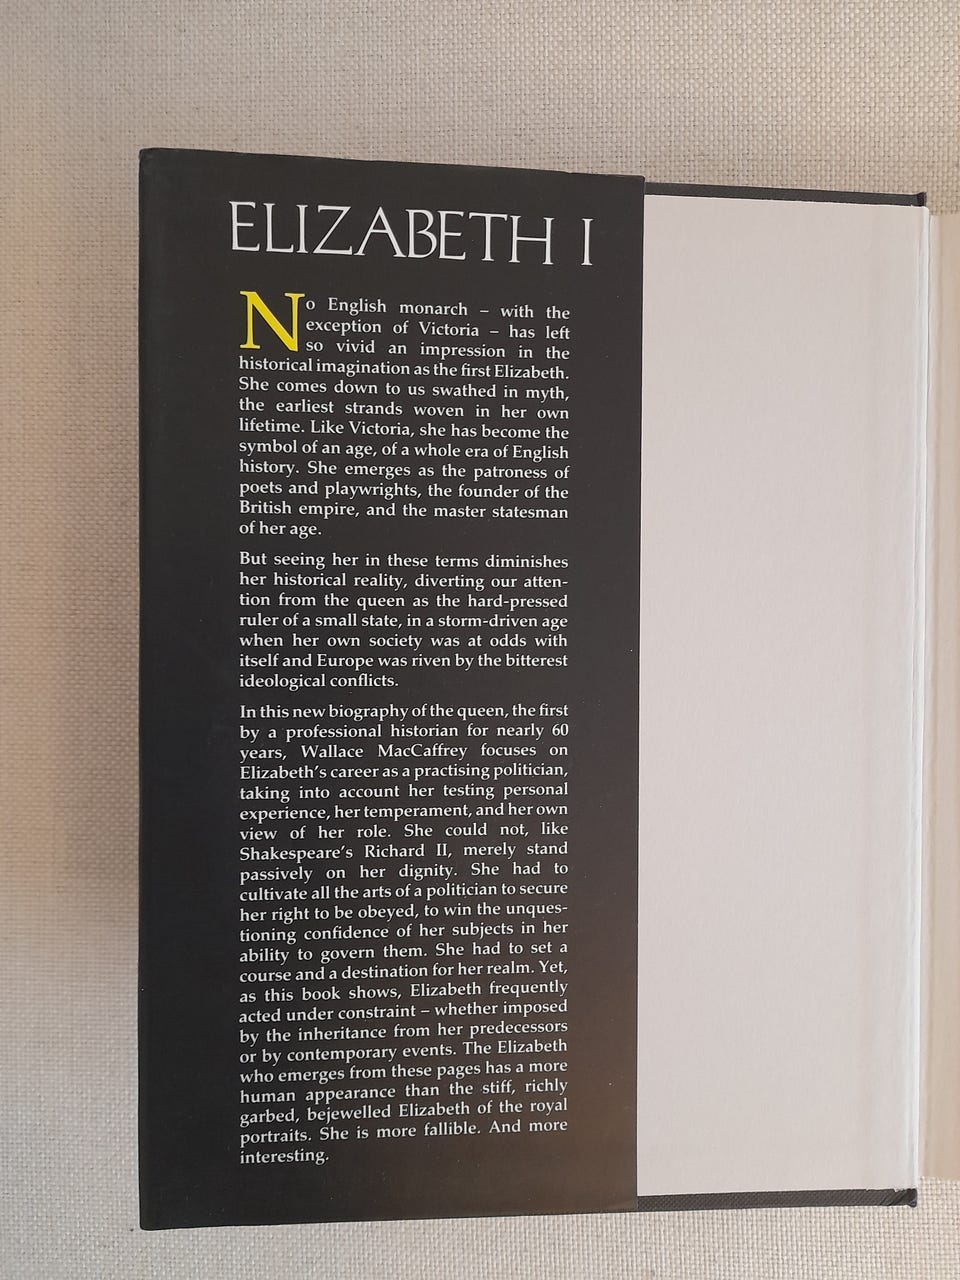 ELIZABETH I
No English monarch – with the
exception of Victoria – has left
so vivid an impression in the
historical imagination as the first Elizabeth.
She comes down to us swathed in myth,
the earliest strands woven in her own
lifetime. Like Victoria, she has become the
symbol of an age, of a whole era of English
history. She emerges as the patroness of
poets and playwrights, the founder of the
British empire, and the master statesman
of her age.
But seeing her in these terms diminishes
her historical reality, diverting our atten-
tion from the queen as the hard-pressed
ruler of a small state, in a storm-driven age
when her own society was at odds with
itself and Europe was riven by the bitterest
ideological conflicts.
In this new biography of the queen, the first
by a professional historian for nearly 60
years, Wallace MacCaffrey focuses on
Elizabeth's career as a practising politician,
taking into account her testing personal
experience, her temperament, and her own
view of her role. She could not, like
Shakespeare's Richard II, merely stand
passively on her dignity. She had to
cultivate all the arts of a politician to secure
her right to be obeyed, to win the unques-
tioning confidence of her subjects in her
ability to govern them. She had to set a
course and a destination for her realm. Yet,
as this book shows, Elizabeth frequently
acted under constraint – whether imposed
by the inheritance from her predecessors
or by contemporary events. The Elizabeth
who emerges from these pages has a more
human appearance than the stiff, richly
garbed, bejewelled Elizabeth of the royal
portraits. She is more fallible. And more
interesting.